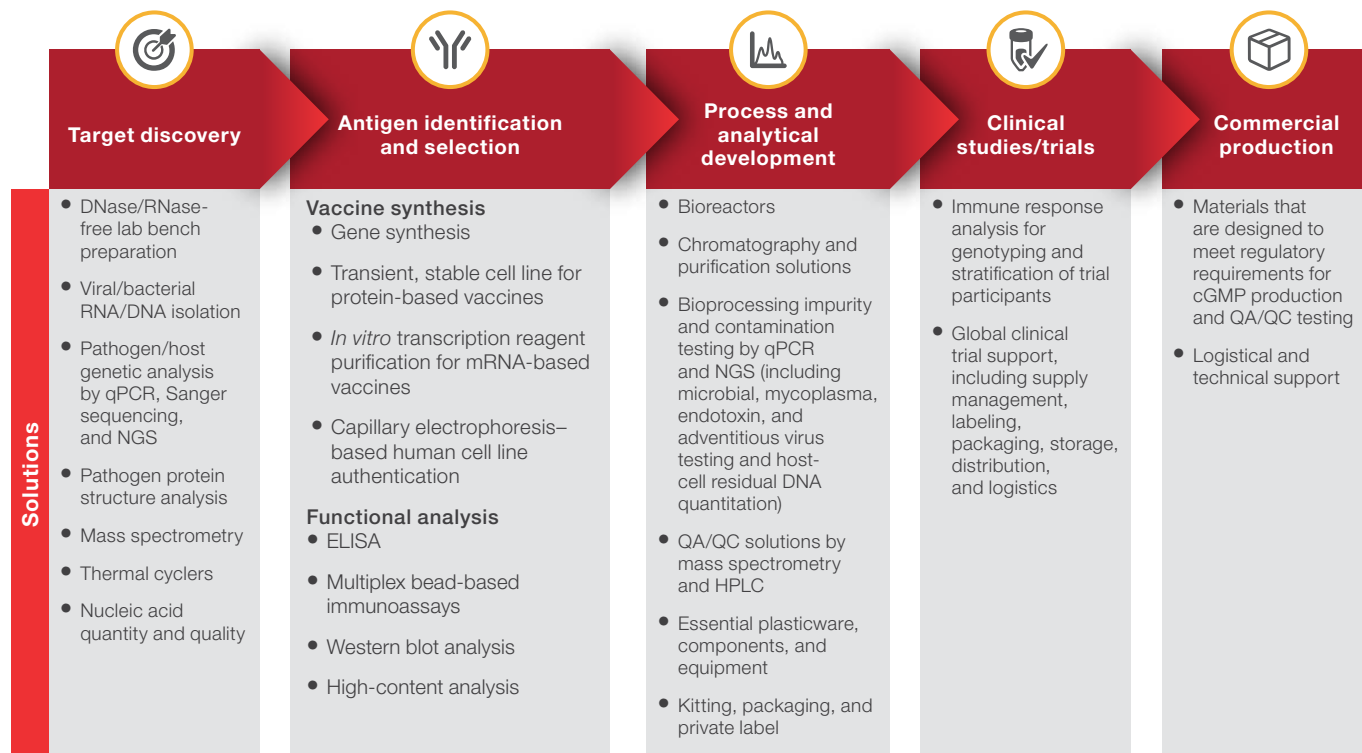 Target discovery
Antigen identification
and selection
Process and
analytical
development
Clinical
studies/trials
Commercial
production
Solutions
• DNase/RNase-
free lab bench
preparation
• Viral/bacterial
RNA/DNA isolation
• Pathogen/host
genetic analysis
by qPCR, Sanger
sequencing,
and NGS
• Pathogen protein
structure analysis
• Mass spectrometry
• Thermal cyclers
• Nucleic acid
quantity and quality
Vaccine synthesis
• Gene synthesis
• Transient, stable cell line for
protein-based vaccines
• In vitro transcription reagent
purification for mRNA-based
vaccines
• Capillary electrophoresis–
based human cell line
authentication
Functional analysis
• ELISA
• Multiplex bead-based
immunoassays
• Western blot analysis
• High-content analysis
• Bioreactors
• Chromatography and
purification solutions
• Bioprocessing impurity
and contamination
testing by qPCR
and NGS (including
microbial, mycoplasma,
endotoxin, and
adventitious virus
testing and host-
cell residual DNA
quantitation)
• QA/QC solutions by
mass spectrometry
and HPLC
• Essential plasticware,
components, and
equipment
• Kitting, packaging, and
private label
• Immune response
analysis for
genotyping and
stratification of trial
participants
• Global clinical
trial support,
including supply
management,
labeling,
packaging, storage,
distribution,
and logistics
• Materials that
are designed to
meet regulatory
requirements for
cGMP production
and QA/QC testing
• Logistical and
technical support